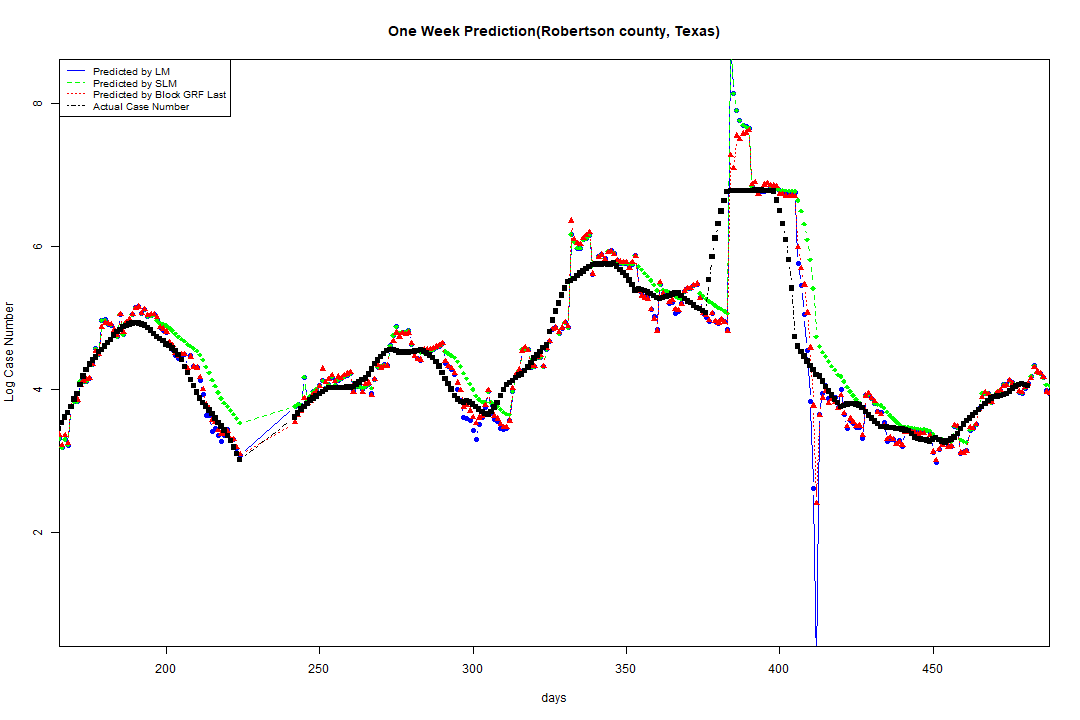 One Week Prediction(Robertson county, Texas)
Predicted by LM
Predicted by SLM
Predicted by Block GRF Last
Actual Case Number
8
6
4
2
Log Case Number
200 250 300 350 400 450
days